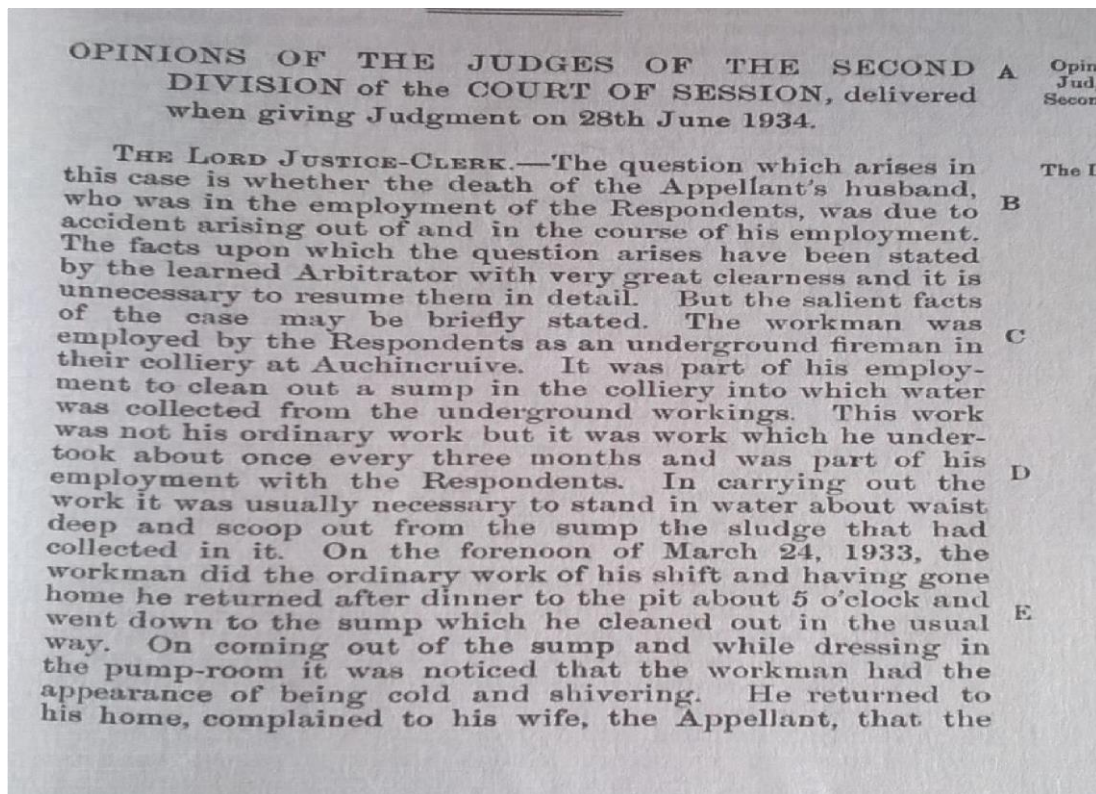 OPINIONS OF THE JUDGES OF THE SECOND A
DIVISION of the COURT OF SESSION, delivered
when giving Judgment on 28th June 1934.
THE LORD JUSTICE-CLERK.—The question which arises in
this case is whether the death of the Appellant's husband,
who was in the employment of the Respondents, was due to B
accident arising out of and in the course of his employment.
The facts upon which the question arises have been stated
by the learned Arbitrator with very great clearness and it is
unnecessary to resume them in detail. But the salient facts
of the case may be briefly stated. The workman was C
employed by the Respondents as an underground fireman in
their colliery at Auchincruive. It was part of his employ-
ment to clean out a sump in the colliery into which water
was collected from the underground workings. This work
was not his ordinary work but it was work which he under-
took about once every three months and was part of his D
employment with the Respondents. In carrying out the
work it was usually necessary to stand in water about waist
deep and scoop out from the sump the sludge that had
collected in it. On the forenoon of March 24, 1933, the
workman did the ordinary work of his shift and having gone
home he returned after dinner to the pit about 5 o'clock and E
went down to the sump which he cleaned out in the usual
way. On coming out of the sump and while dressing in
the pump-room it was noticed that the workman had the
appearance of being cold and shivering. He returned to
his home, complained to his wife, the Appellant, that the
Opin
Jud
Secon
The